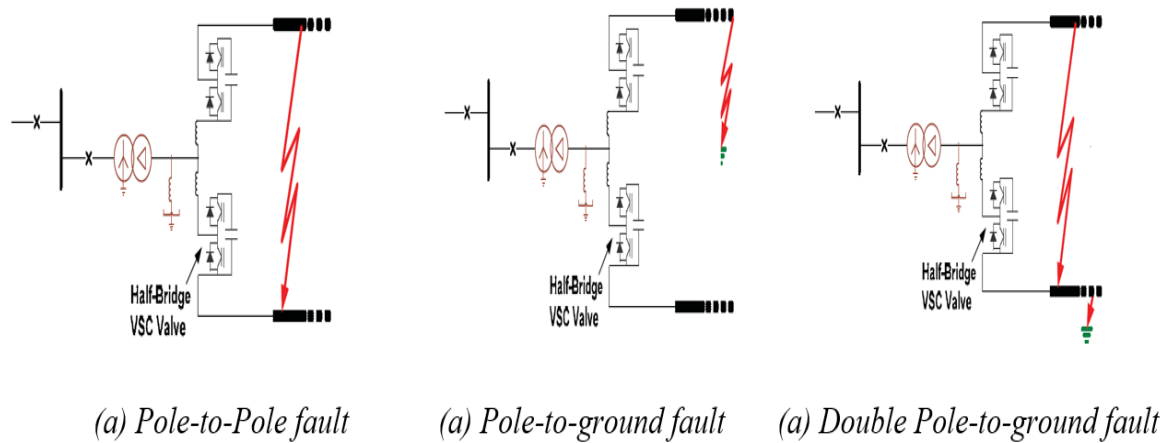 Half-Bridge
VSC Valve
Half-Bridge
VSC Valve
Half-Bridge
VSC Valve
(a) Pole-to-Pole fault
(a) Pole-to-ground fault
(a) Double Pole-to-ground fault